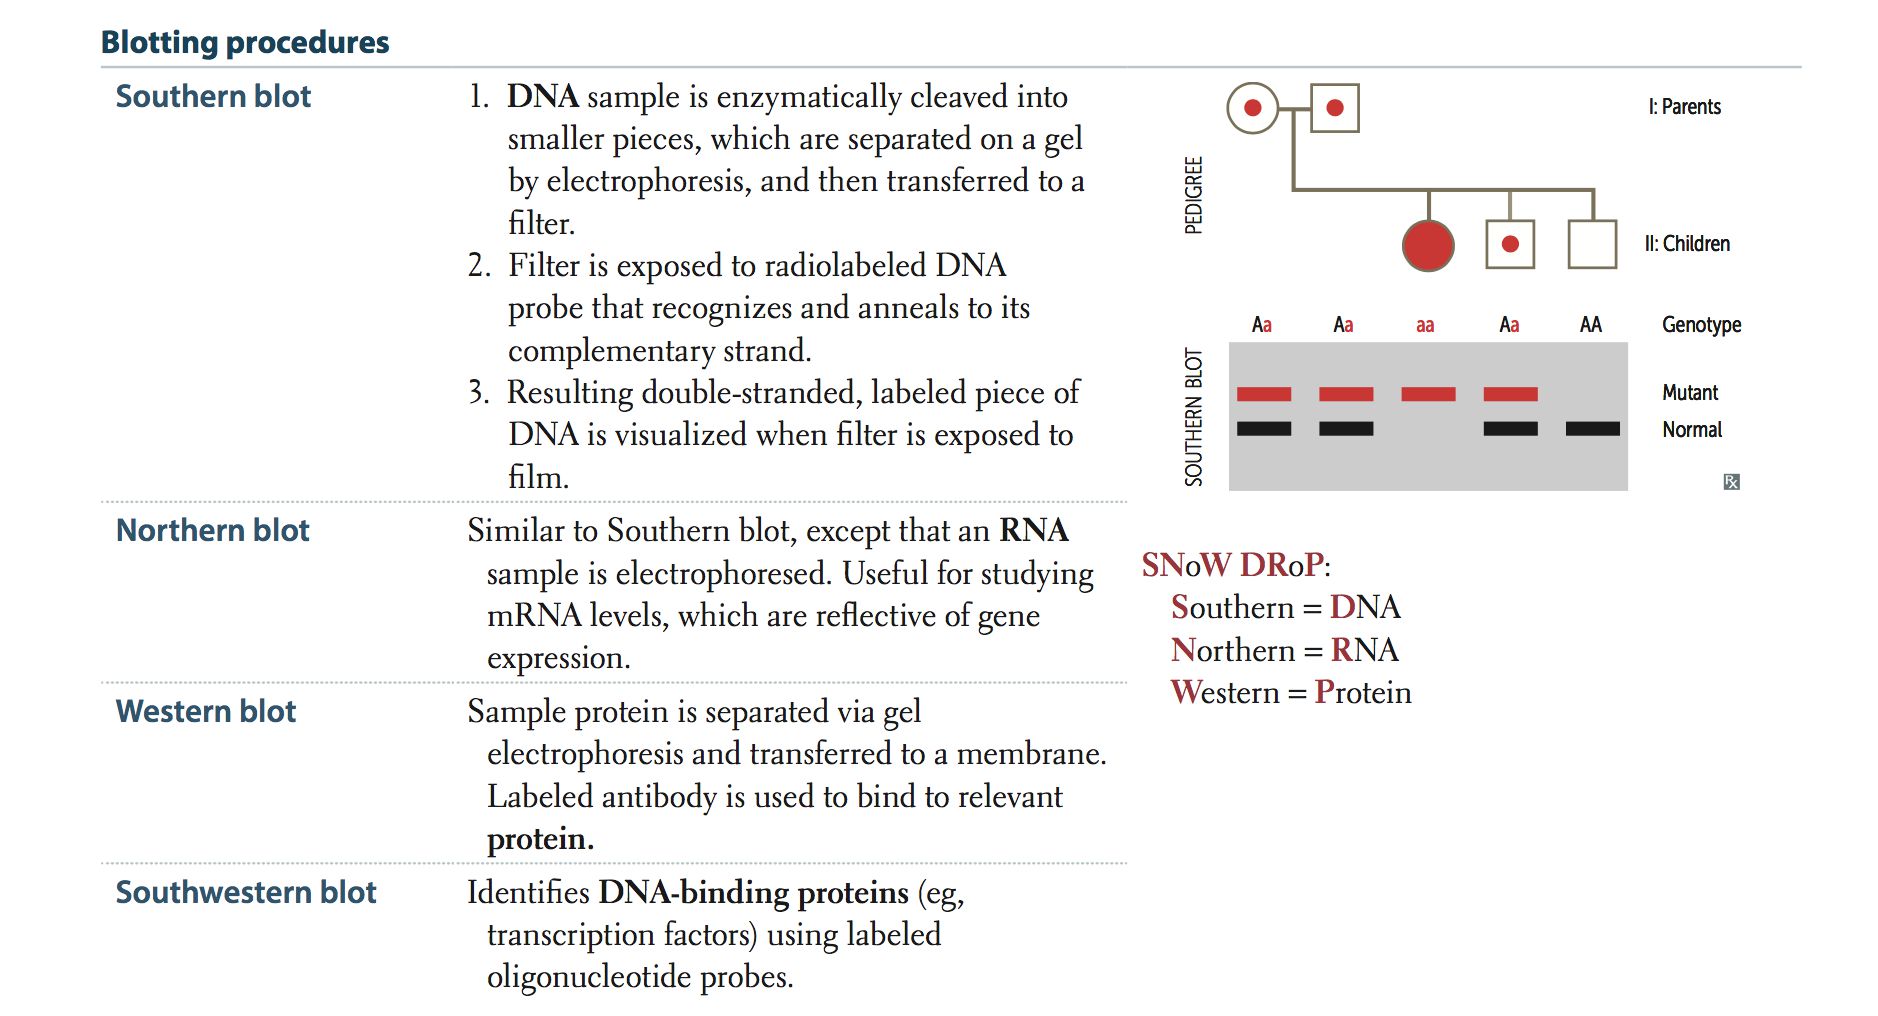 Blotting procedures
Southern blot
1. DNA sample is enzymatically cleaved into
smaller pieces, which are separated on a gel
by electrophoresis, and then transferred to a
filter.
2. Filter is exposed to radiolabeled DNA
probe that recognizes and anneals to its
complementary strand.
3. Resulting double-stranded, labeled piece of
DNA is visualized when filter is exposed to
film.
PEDIGREE
I: Parents
II: Children
Aa Aa aa Aa AA Genotype
SOUTHERN BLOT
Mutant
Normal
Rx
Northern blot
Similar to Southern blot, except that an RNA
sample is electrophoresed. Useful for studying
mRNA levels, which are reflective of gene
expression.
SNoW DRoP:
Southern = DNA
Northern = RNA
Western = Protein
Western blot
Sample protein is separated via gel
electrophoresis and transferred to a membrane.
Labeled antibody is used to bind to relevant
protein.
Southwestern blot
Identifies DNA-binding proteins (eg,
transcription factors) using labeled
oligonucleotide probes.